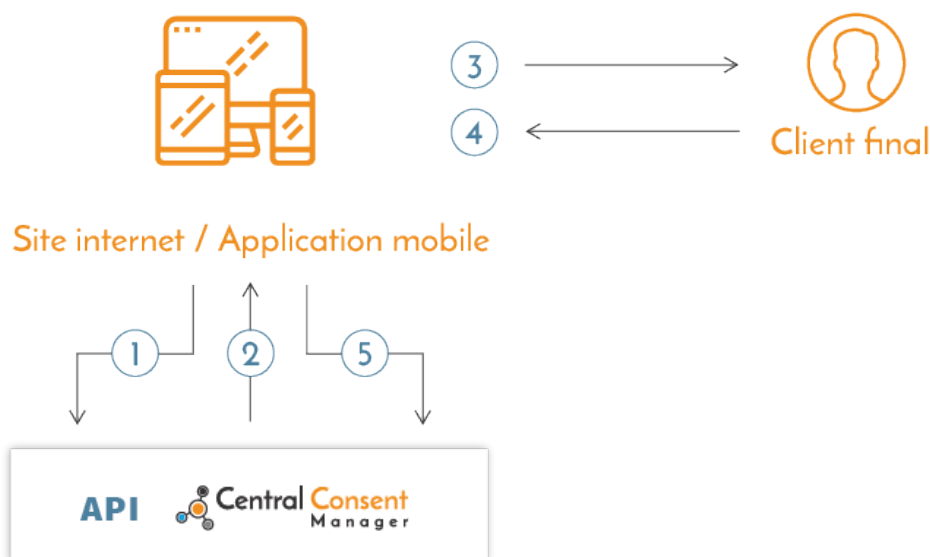 3
4
Client final
Site internet / Application mobile
1
2
5
API
Central Consent
Manager